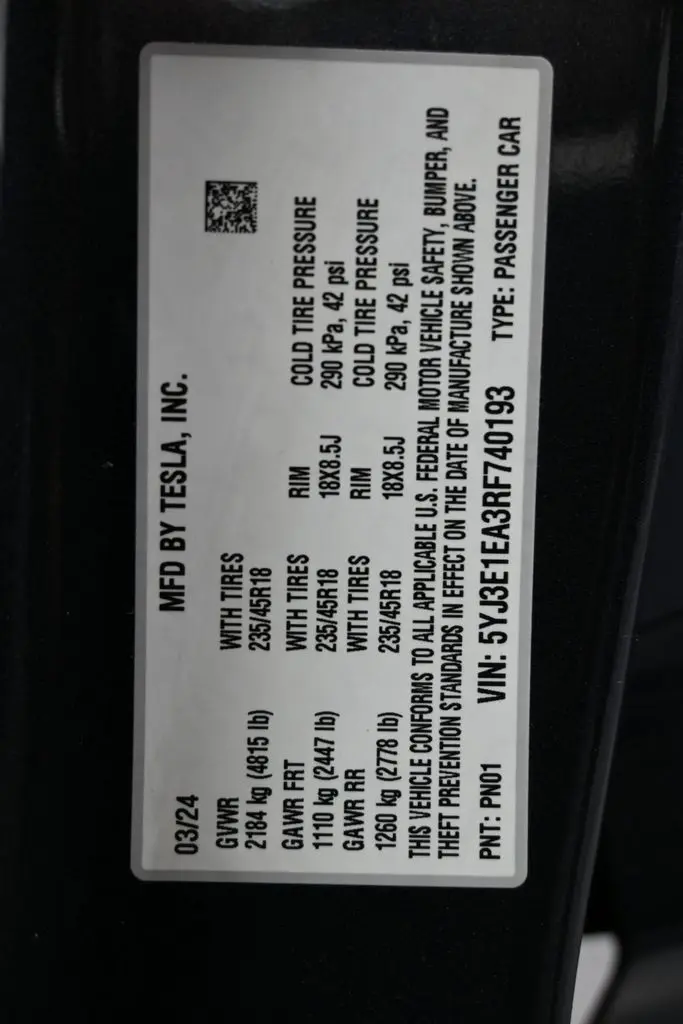 03/24 MFD BY TESLA, INC.
GVWR WITH TIRES
2184 kg (4815 lb) 235/45R18
GAWR FRT WITH TIRES RIM COLD TIRE PRESSURE
1110 kg (2447 lb) 235/45R18 18X8.5J 290 kPa, 42 psi
GAWR RR WITH TIRES RIM COLD TIRE PRESSURE
1260 kg (2778 lb) 235/45R18 18X8.5J 290 kPa, 42 psi
THIS VEHICLE CONFORMS TO ALL APPLICABLE U.S. FEDERAL MOTOR VEHICLE SAFETY, BUMPER, AND
THEFT PREVENTION STANDARDS IN EFFECT ON THE DATE OF MANUFACTURE SHOWN ABOVE.
PNT: PN01 VIN: 5YJ3E1EA3RF740193 TYPE: PASSENGER CAR